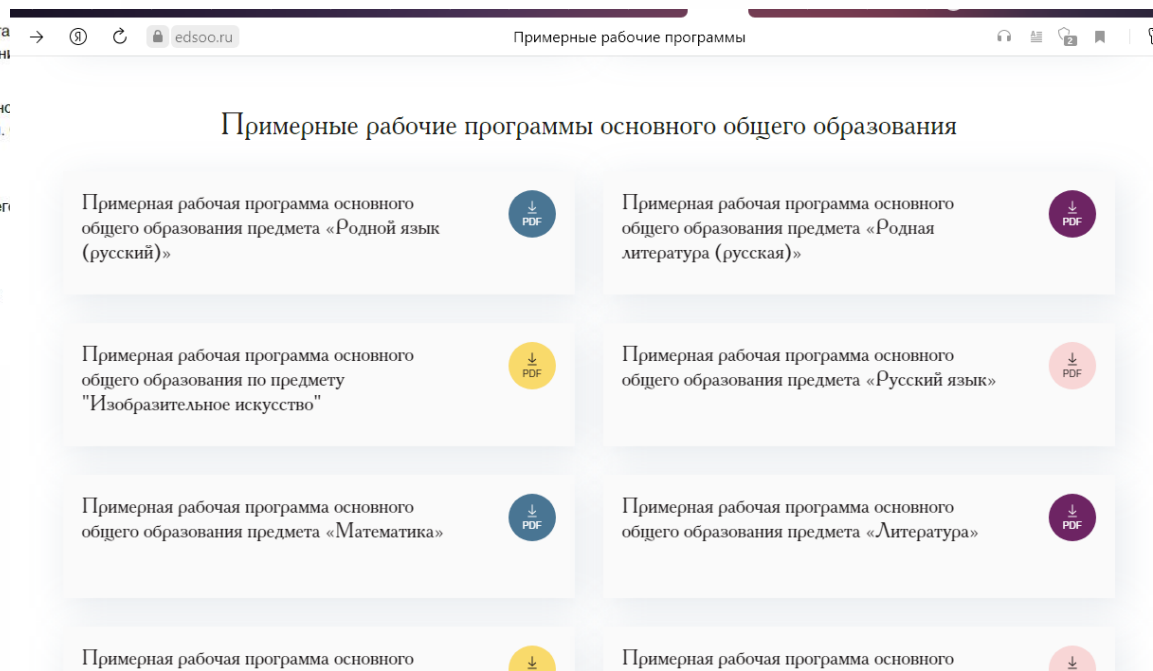 edsoo.ru
Примерные рабочие программы
2
Примерные рабочие программы основного общего образования
Примерная рабочая программа основного
общего образования предмета «Родной язык
(русский)»
PDF
Примерная рабочая программа основного
общего образования предмета «Родная
литература (русская)»
PDF
Примерная рабочая программа основного
общего образования по предмету
"Изобразительное искусство"
PDF
Примерная рабочая программа основного
общего образования предмета «Русский язык»
PDF
Примерная рабочая программа основного
общего образования предмета «Математика»
PDF
Примерная рабочая программа основного
общего образования предмета «Литература»
PDF
Примерная рабочая программа основного
Примерная рабочая программа основного